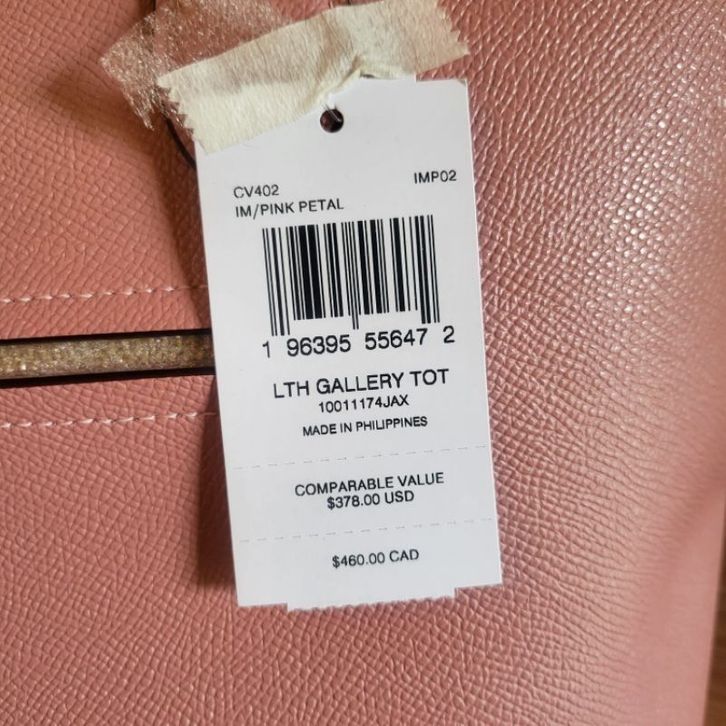 CV402 IMP02
IM/PINK PETAL
1 96395 55647 2
LTH GALLERY TOT
10011174JAX
MADE IN PHILIPPINES
COMPARABLE VALUE
$378.00 USD
$460.00 CAD